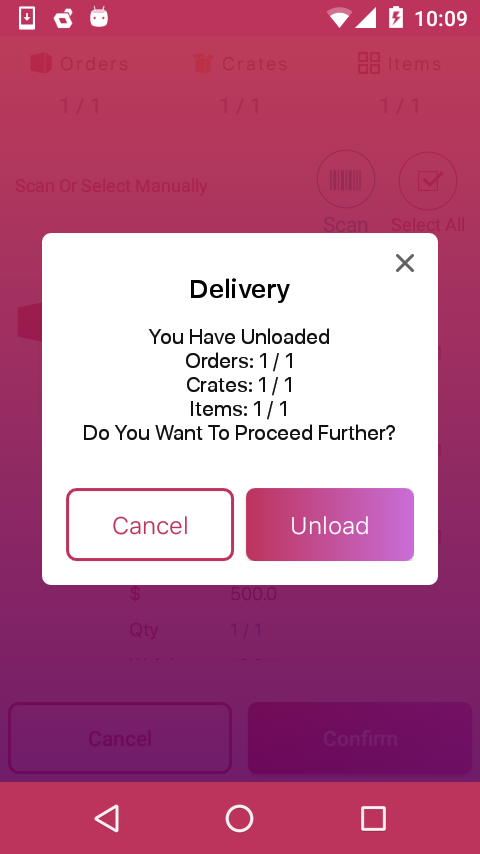 10:09
Orders Crates Items
1 / 1 1 / 1 1 / 1
Scan Or Select Manually
Scan Select All
Delivery
You Have Unloaded
Orders: 1 / 1
Crates: 1 / 1
Items: 1 / 1
Do You Want To Proceed Further?
Cancel Unload
$ 500.0
Qty 1 / 1
Cancel Confirm